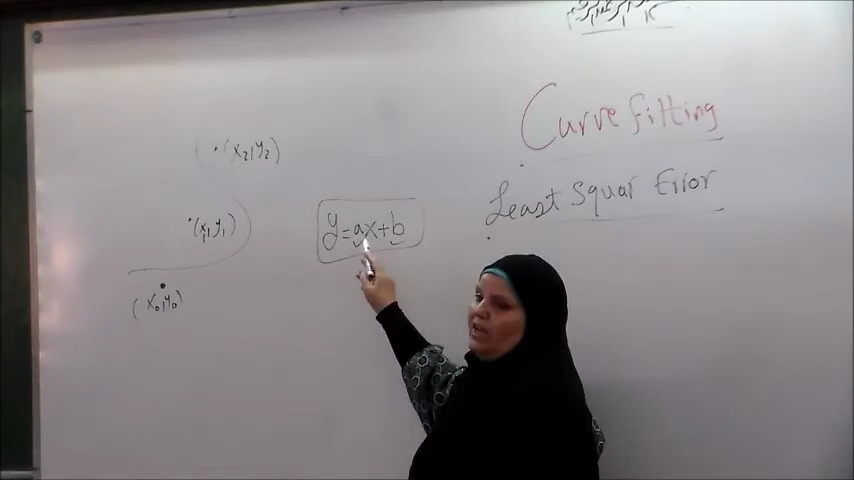 Curve fitting
Least Squar Error
(x₂,y₂)
(x₁,y₁)
y=ax+b
(x₀,y₀)